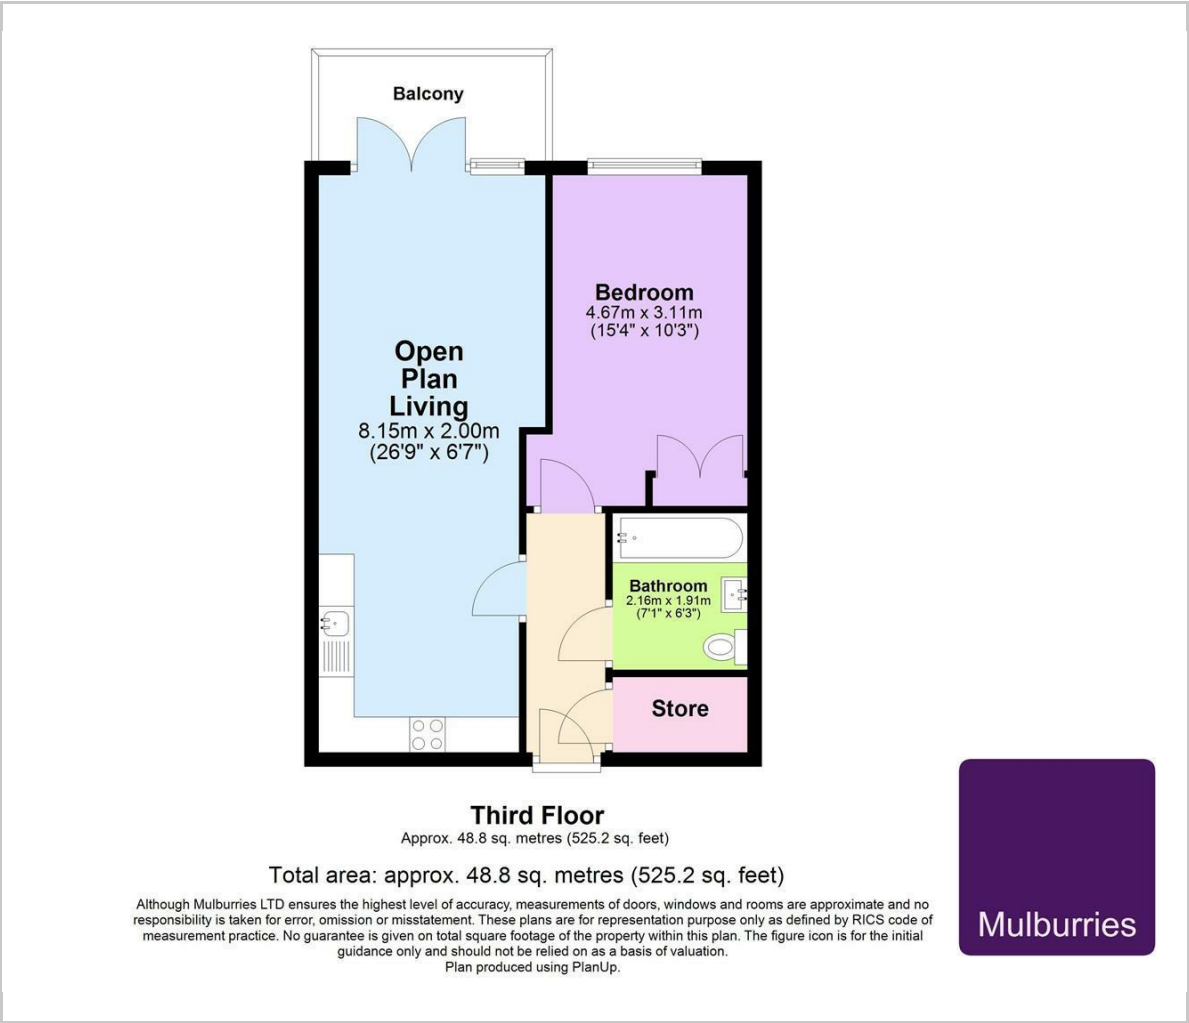 Balcony
Bedroom
4.67m x 3.11m
(15'4" x 10'3")
Open
Plan
Living
8.15m x 2.00m
(26'9" x 6'7")
Bathroom
2.16m x 1.91m
(7'1" x 6'3")
Store
Third Floor
Approx. 48.8 sq. metres (525.2 sq. feet)
Total area: approx. 48.8 sq. metres (525.2 sq. feet)
Although Mulburries LTD ensures the highest level of accuracy, measurements of doors, windows and rooms are approximate and no
responsibility is taken for error, omission or misstatement. These plans are for representation purpose only as defined by RICS code of
measurement practice. No guarantee is given on total square footage of the property within this plan. The figure icon is for the initial
guidance only and should not be relied on as a basis of valuation.
Plan produced using PlanUp.
Mulburries